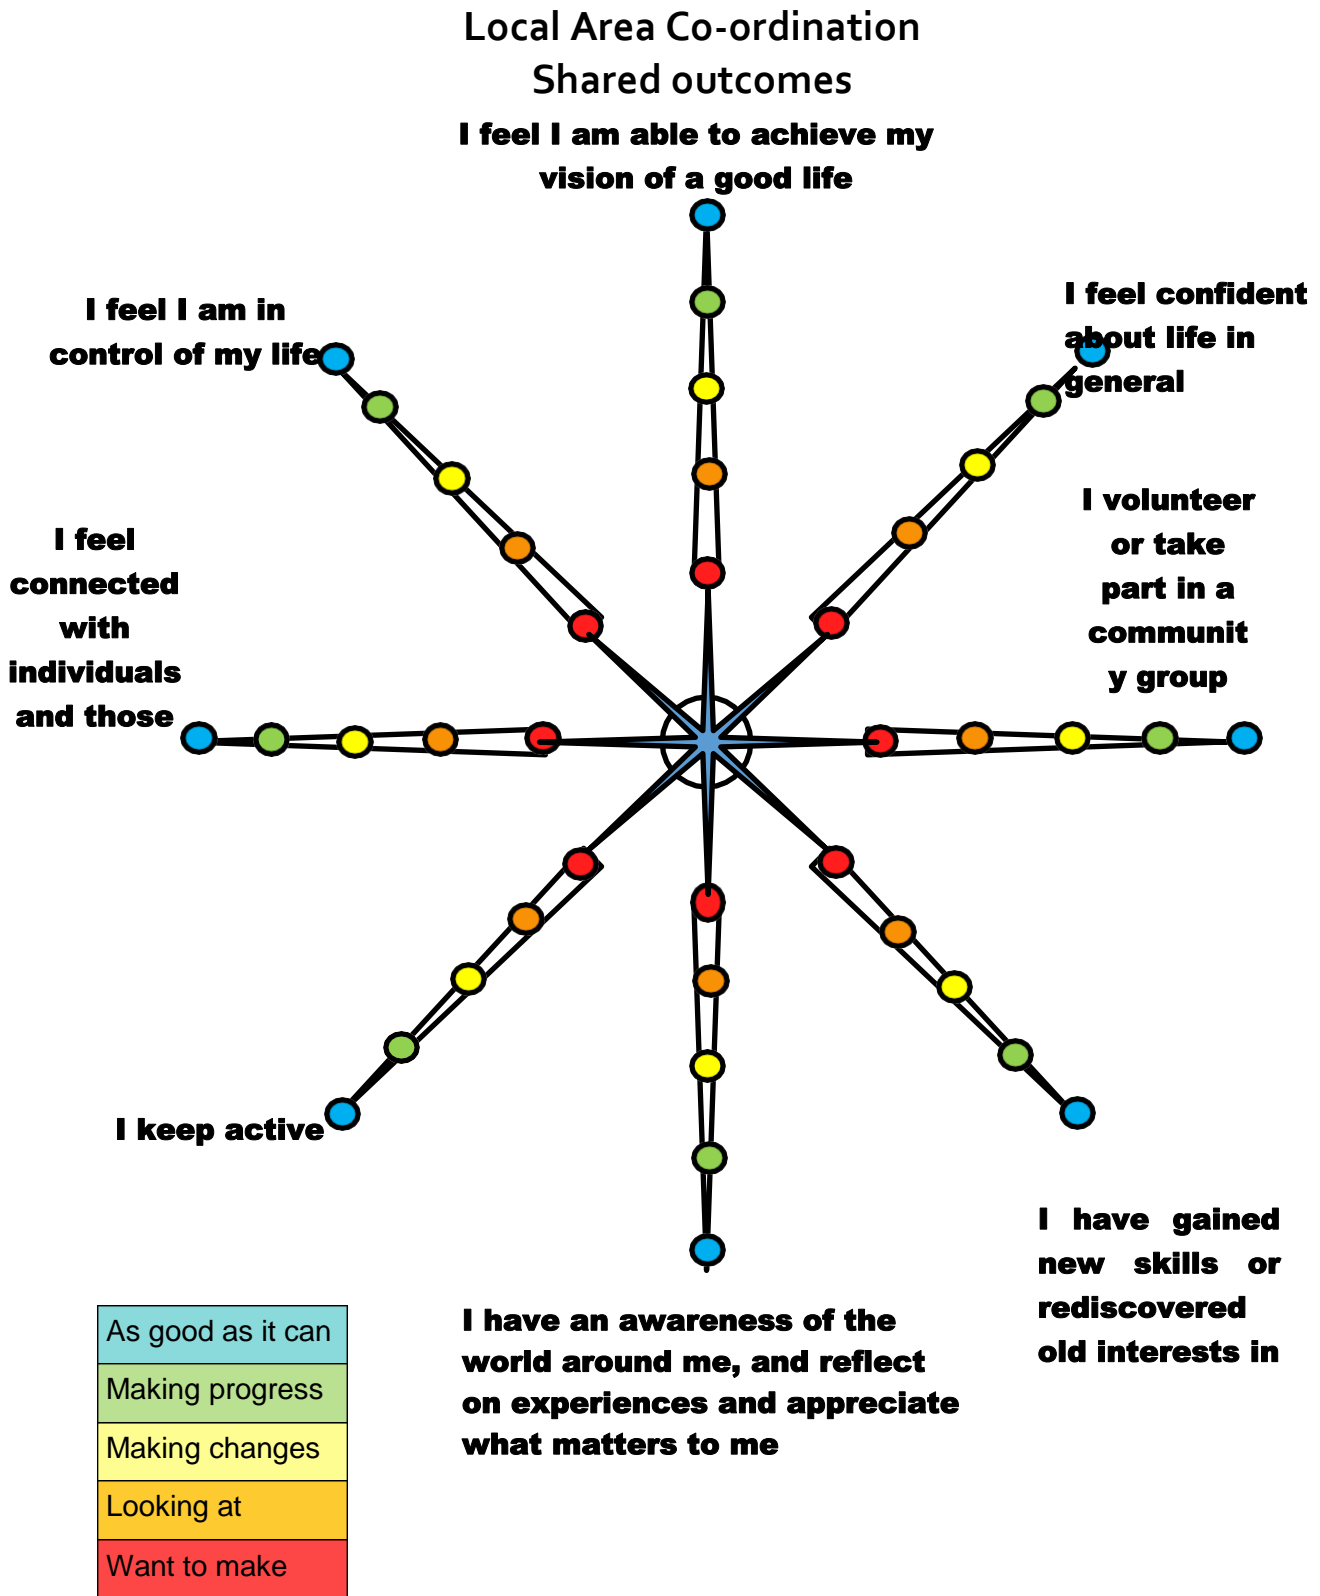 Local Area Co-ordination
Shared outcomes
I feel I am able to achieve my
vision of a good life
I feel I am in
control of my life
I feel confident
about life in
general
I volunteer
or take
part in a
communit
y group
I feel
connected
with
individuals
and those
I keep active
I have gained
new skills or
rediscovered
old interests in
I have an awareness of the
world around me, and reflect
on experiences and appreciate
what matters to me
As good as it can
Making progress
Making changes
Looking at
Want to make